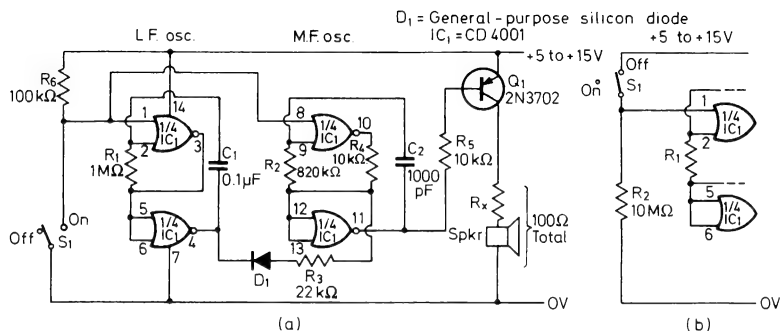 D₁ = General-purpose silicon diode
IC₁ = CD 4001
L.F. osc.
M.F. osc.
+5 to +15V
+5 to +15V
R₆
100kΩ
1
14
1/4
IC₁
2
3
R₁
1MΩ
C₁
0.1µF
8
1/4
IC₁
9
10
R₂
820kΩ
R₄
10kΩ
C₂
1000
pF
Q₁
2N3702
R₅
10kΩ
Rₓ
Spkr
100Ω
Total
On
Off
S₁
5
1/4
IC₁
6
4
7
12
1/4
IC₁
13
11
D₁
R₃
22kΩ
0V
(a)
Off
On
S₁
1
1/4
IC₁
2
R₁
R₂
10MΩ
5
1/4
IC₁
6
0V
(b)